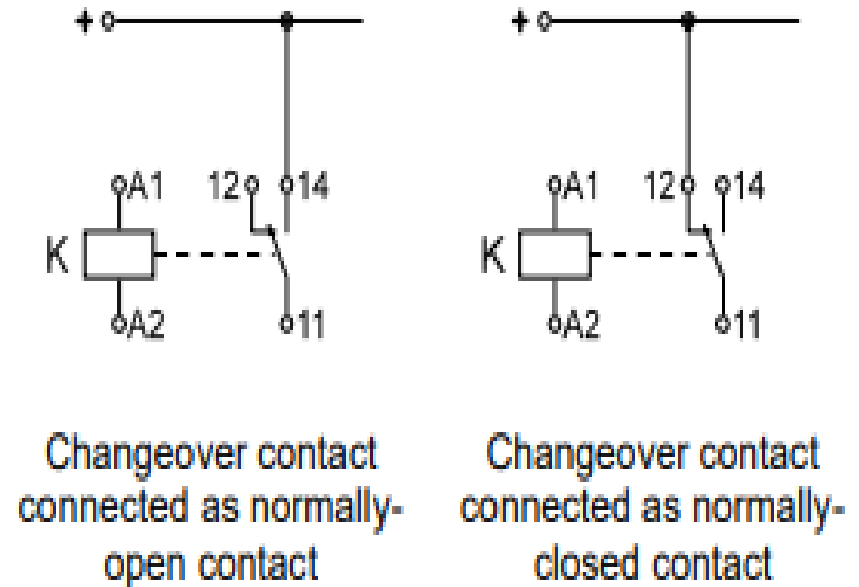 + +
A1 12 14 A1 12 14
K K
A2 11 A2 11
Changeover contact
connected as normally-
open contact
Changeover contact
connected as normally-
closed contact